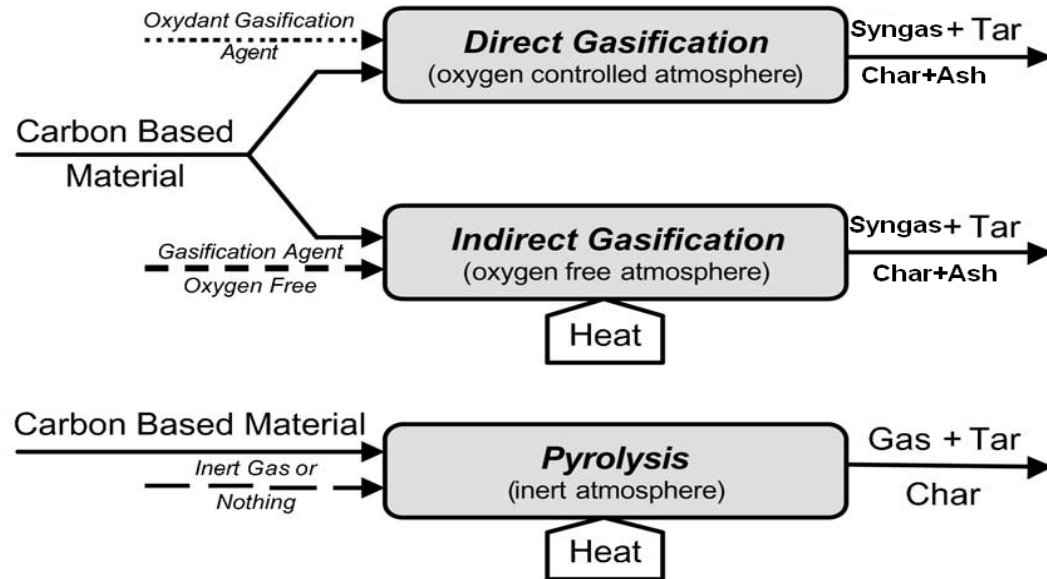 Oxydant Gasification
Agent
Direct Gasification
(oxygen controlled atmosphere)
Syngas + Tar
Char+Ash
Carbon Based
Material
Gasification Agent
Oxygen Free
Indirect Gasification
(oxygen free atmosphere)
Syngas + Tar
Char+Ash
Heat
Carbon Based Material
Inert Gas or
Nothing
Pyrolysis
(inert atmosphere)
Gas + Tar
Char
Heat